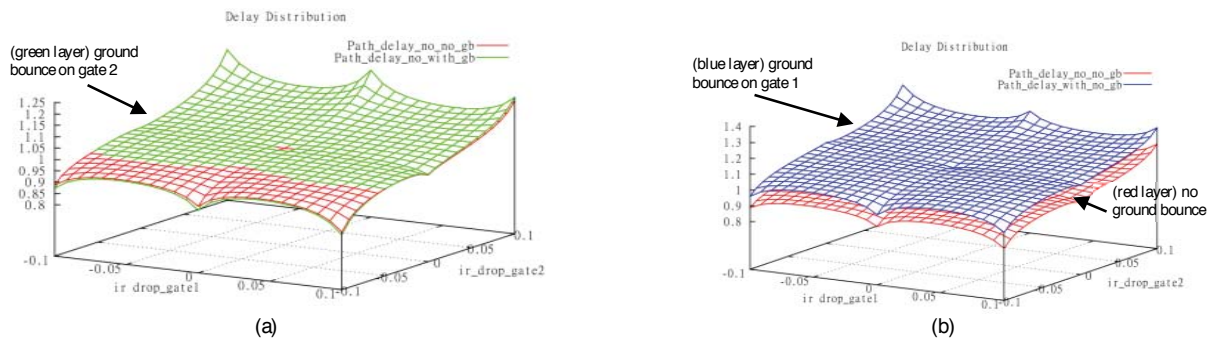 Delay Distribution
(green layer) ground
bounce on gate 2
Path_delay_no_no_gb
Path_delay_no_with_gb
1.25
1.2
1.15
1.1
1.05
1
0.95
0.9
0.85
0.8
-0.1
-0.05
0
0.05
0.1
ir drop_gate1
-0.1
-0.05
0
0.05
0.1
ir_drop_gate2
(a)
Delay Distribution
(blue layer) ground
bounce on gate 1
Path_delay_no_no_gb
Path_delay_with_no_gb
1.4
1.3
1.2
1.1
1
0.9
0.8
(red layer) no
ground bounce
-0.1
-0.05
0
0.05
0.1
ir drop_gate1
-0.1
-0.05
0
0.05
0.1
ir_drop_gate2
(b)